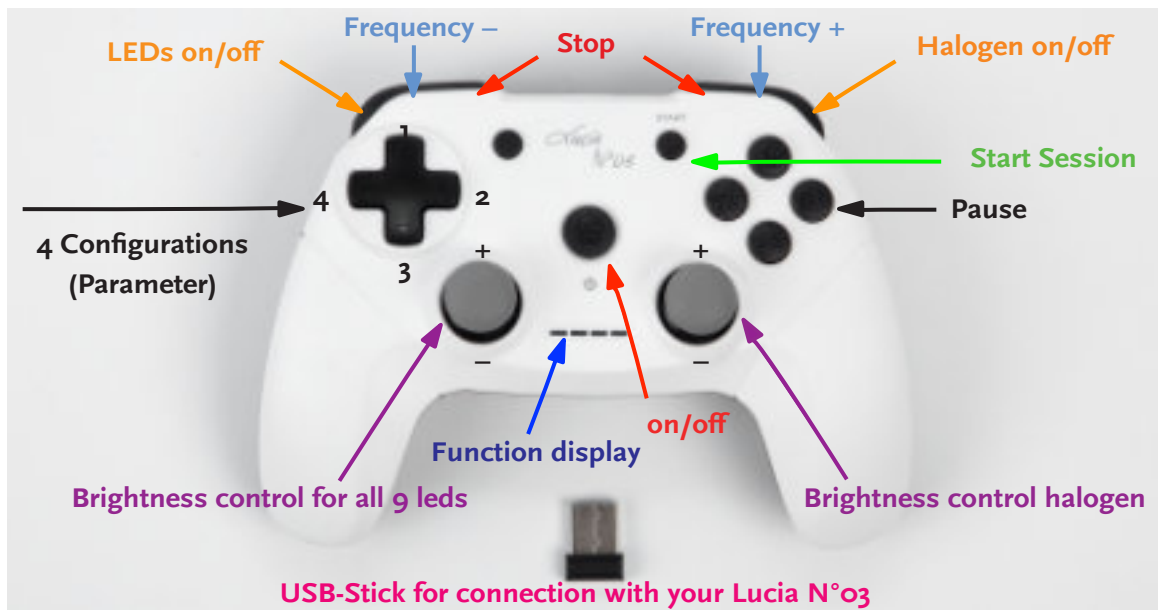 Frequency –
Frequency +
LEDs on/off
Stop
Halogen on/off
START
Lucia
N°03
1
Start Session
4
2
Pause
4 Configurations
(Parameter)
3
+
+
–
–
on/off
Function display
Brightness control for all 9 leds
Brightness control halogen
USB-Stick for connection with your Lucia N°03